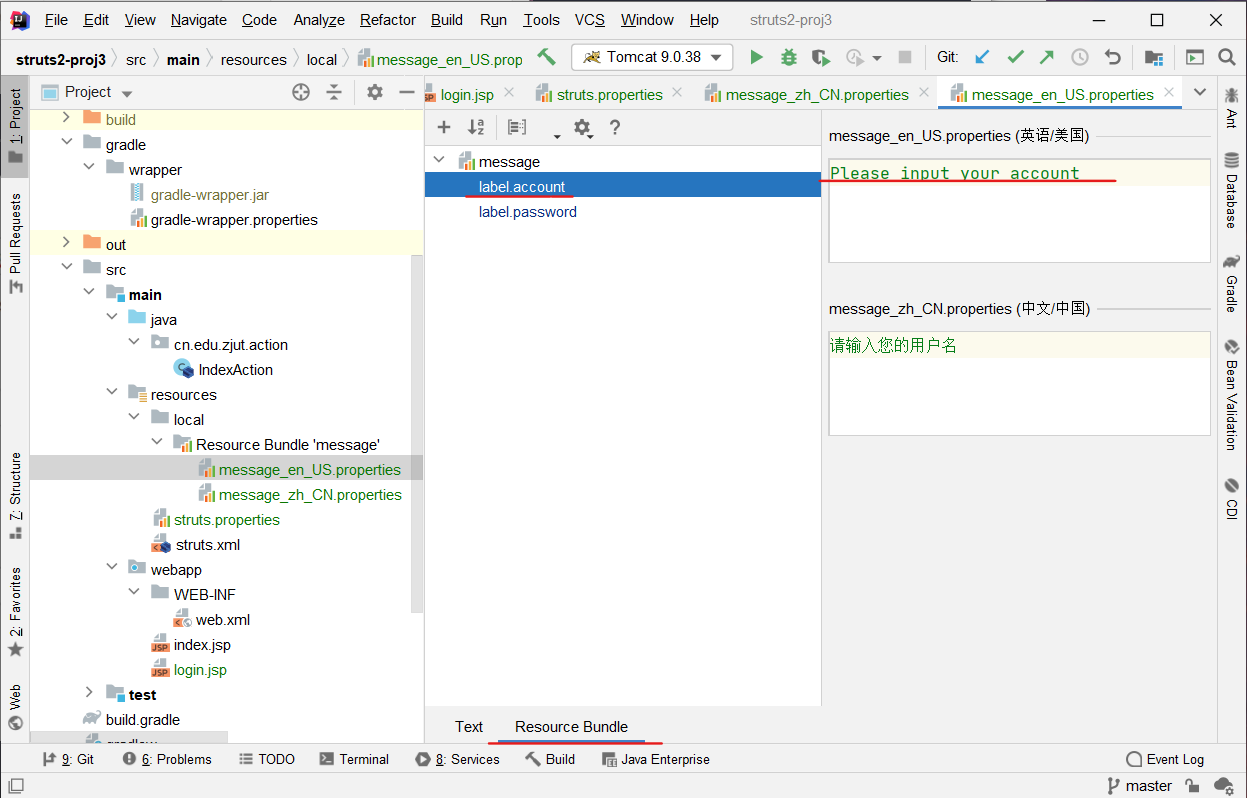 File Edit View Navigate Code Analyze Refactor Build Run Tools VCS Window Help struts2-proj3
struts2-proj3 src main resources local message_en_US.prop Tomcat 9.0.38 Git:
Project
login.jsp struts.properties message_zh_CN.properties message_en_US.properties
1: Project
Pull Requests
7: Structure
2: Favorites
Web
build
gradle
wrapper
gradle-wrapper.jar
gradle-wrapper.properties
out
src
main
java
cn.edu.zjut.action
IndexAction
resources
local
Resource Bundle 'message'
message_en_US.properties
message_zh_CN.properties
struts.properties
struts.xml
webapp
WEB-INF
web.xml
index.jsp
login.jsp
test
build.gradle
gradlew
message
label.account
label.password
Text Resource Bundle
message_en_US.properties (英语/美国)
Please input your account
message_zh_CN.properties (中文/中国)
请输入您的用户名
Ant
Database
Gradle
Bean Validation
CDI
9: Git 6: Problems TODO Terminal 8: Services Build Java Enterprise Event Log
master